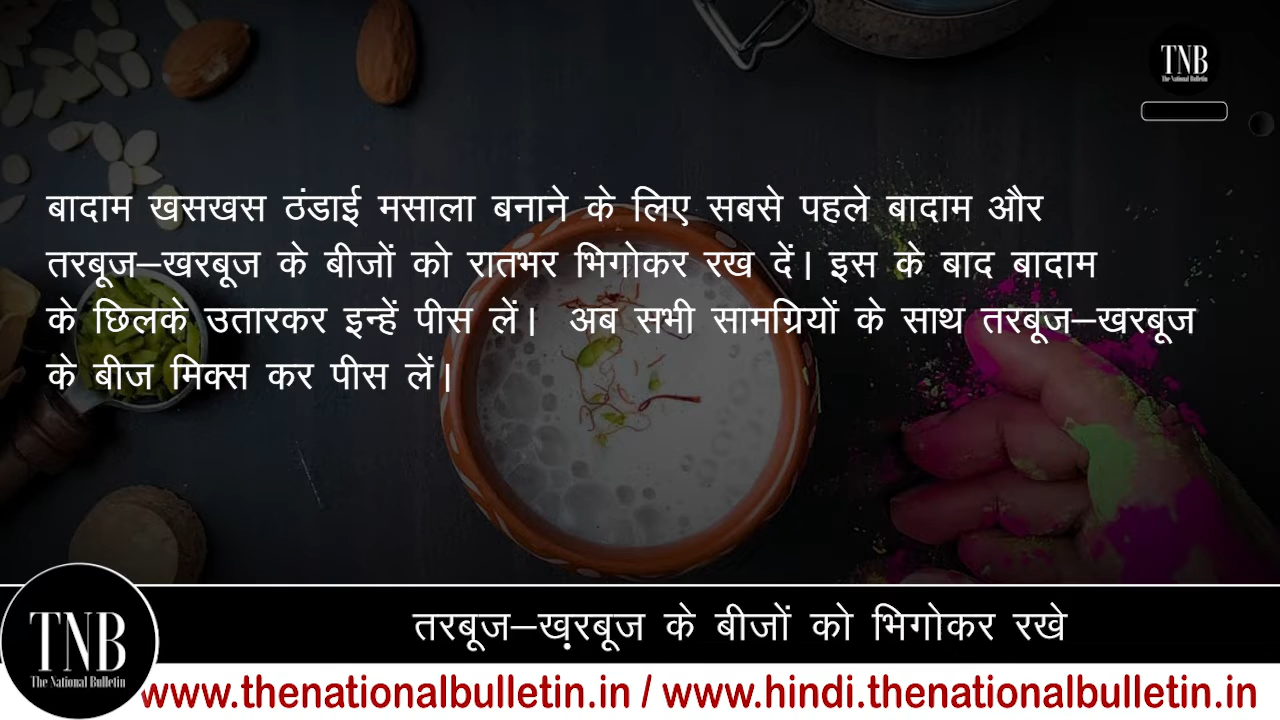 TNB
The National Bulletin
बादाम खसखस ठंडाई मसाला बनाने के लिए सबसे पहले बादाम और
तरबूज–खरबूज के बीजों को रातभर भिगोकर रख दें। इस के बाद बादाम
के छिलके उतारकर इन्हें पीस लें। अब सभी सामग्रियों के साथ तरबूज–खरबूज
के बीज मिक्स कर पीस लें।
तरबूज–ख़रबूज के बीजों को भिगोकर रखे
TNB
The National Bulletin
www.thenationalbulletin.in / www.hindi.thenationalbulletin.in